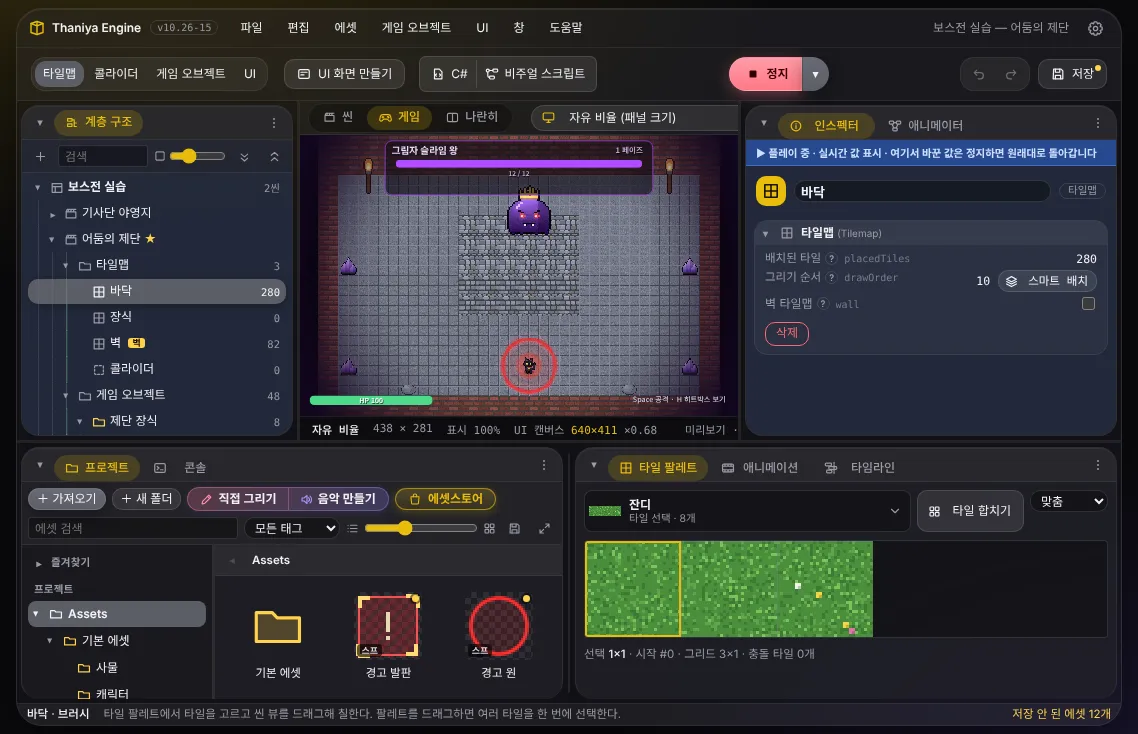 Thaniya Engine v10.26-15 파일 편집 에셋 게임 오브젝트 UI 창 도움말 보스전 실습 — 어둠의 제단
타일맵 콜라이더 게임 오브젝트 UI UI 화면 만들기 C# 비주얼 스크립트 정지 저장
계층 구조
검색
보스전 실습 2씬
기사단 야영지
어둠의 제단 ★
타일맵 3
바닥 280
장식 0
벽 벽 82
콜라이더 0
게임 오브젝트 48
제단 장식 8
씬 게임 나란히 자유 비율 (패널 크기)
그림자 슬라임 왕 1 페이즈
12 / 12
HP 100
Space 공격 · H 히트박스 보기
자유 비율 438 × 281 표시 100% UI 캔버스 640×411 ×0.68 미리보기 ·
인스펙터 애니메이터
▶ 플레이 중 · 실시간 값 표시 · 여기서 바꾼 값은 정지하면 원래대로 돌아갑니다
바닥 타일맵
타일맵 (Tilemap)
배치된 타일 ? placedTiles 280
그리기 순서 ? drawOrder 10 스마트 배치
벽 타일맵 ? wall
삭제
프로젝트 콘솔
가져오기 새 폴더 직접 그리기 음악 만들기 에셋스토어
에셋 검색 모든 태그
즐겨찾기
프로젝트
Assets
기본 에셋
사물
캐릭터
Assets
스프 스프
기본 에셋 경고 발판 경고 원
타일 팔레트 애니메이션 타임라인
잔디
타일 선택 · 8개
타일 합치기 맞춤
선택 1×1 · 시작 #0 · 그리드 3×1 · 충돌 타일 0개
바닥 · 브러시 타일 팔레트에서 타일을 고르고 씬 뷰를 드래그해 칠한다. 팔레트를 드래그하면 여러 타일을 한 번에 선택한다. 저장 안 된 에셋 12개